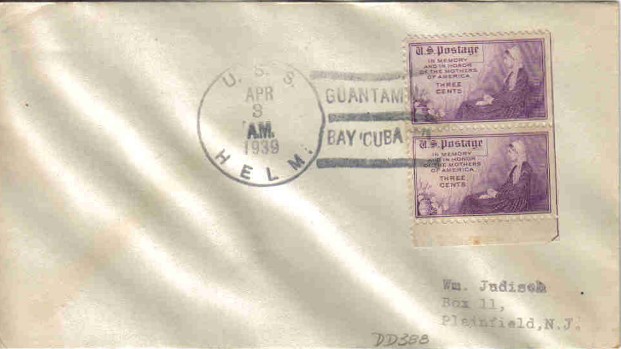 U.S.S.
APR
3
A.M.
1939
HELM.
GUANTAM
BAY CUBA
U.S. Postage
IN MEMORY
AND IN HONOR
OF THE MOTHERS
OF AMERICA
THREE
CENTS
U.S. Postage
IN MEMORY
AND IN HONOR
OF THE MOTHERS
OF AMERICA
THREE
CENTS
Wm.
Box 11,
Plainfield, N.J.
DD388